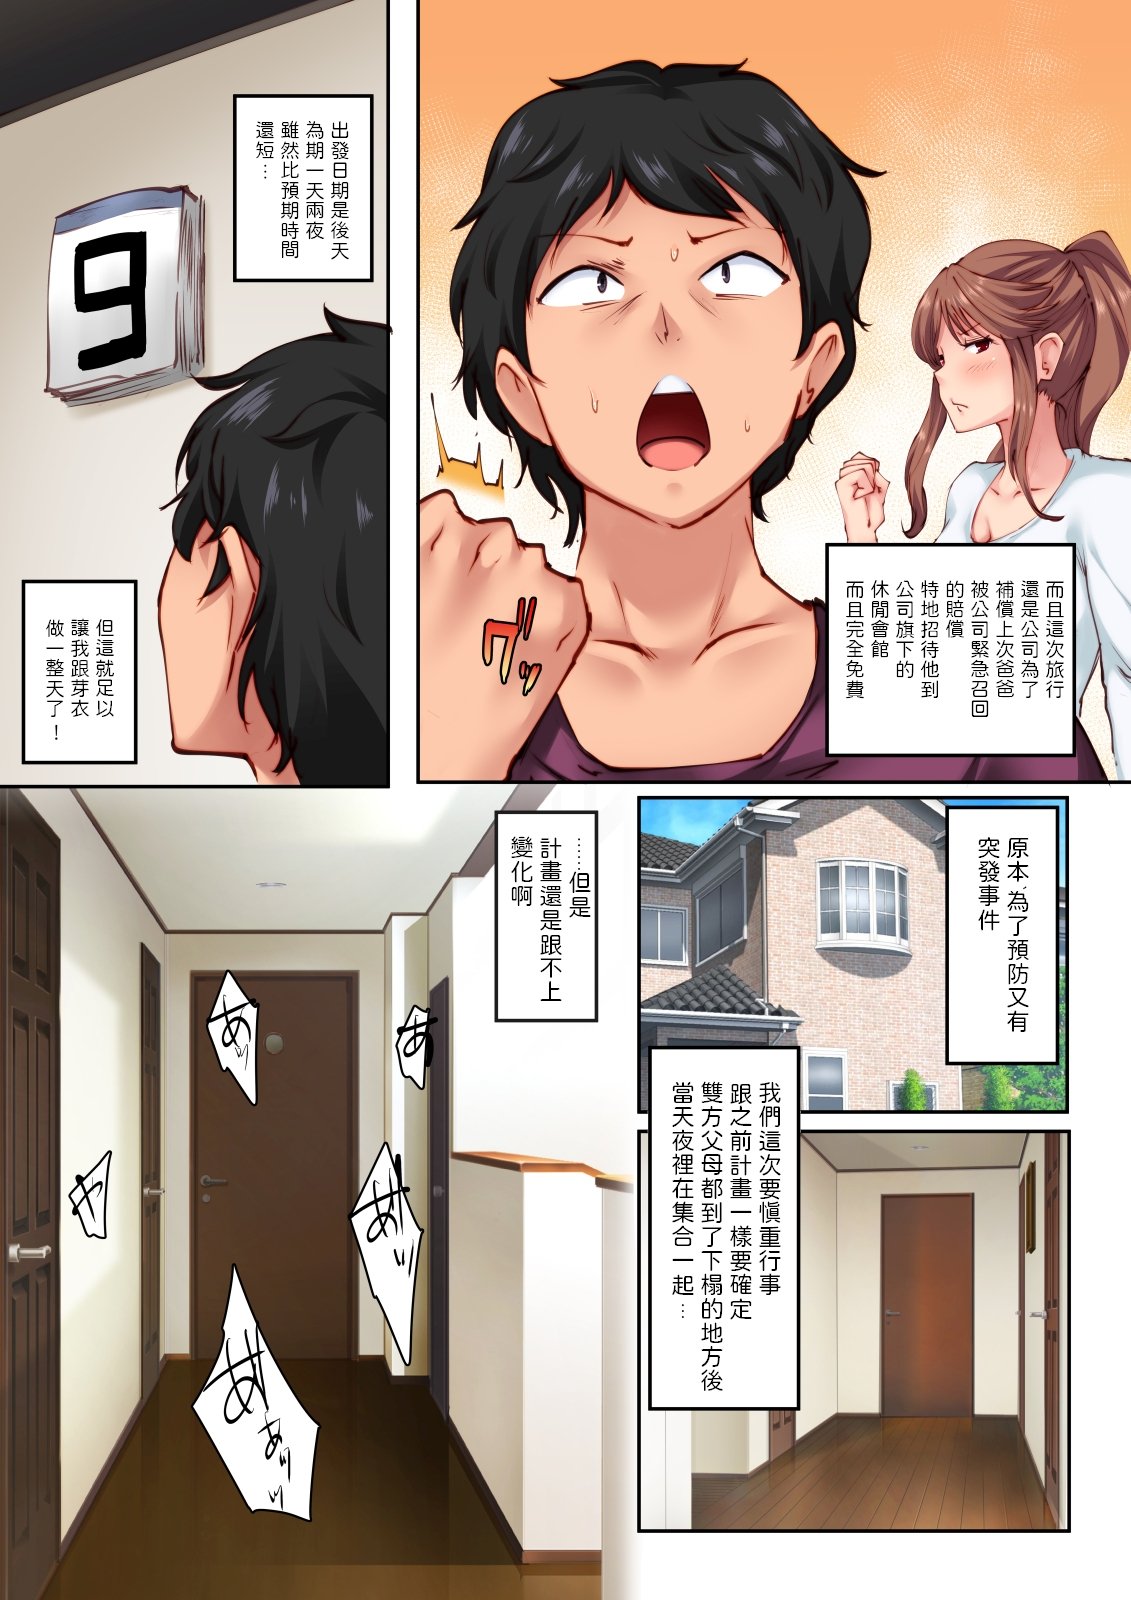 而且這次旅行
還是公司為了
補償上次爸爸
被公司緊急召回
的賠償
特地招待他到
公司旗下的
休閒會館
而且完全免費
グッ
出發日期是後天
為期一天兩夜
雖然比預期時間
還短…
9
但這就足以
讓我跟芽衣
做一整天了！
原本為了預防又有
突發事件
我們這次要慎重行事
跟之前計畫一樣要確定
雙方父母都到了下榻的地方後
當天夜裡在集合一起…
……但是
計畫還是跟不上
變化啊
あっ
あッ
あぁ
や
あぁ
あッ